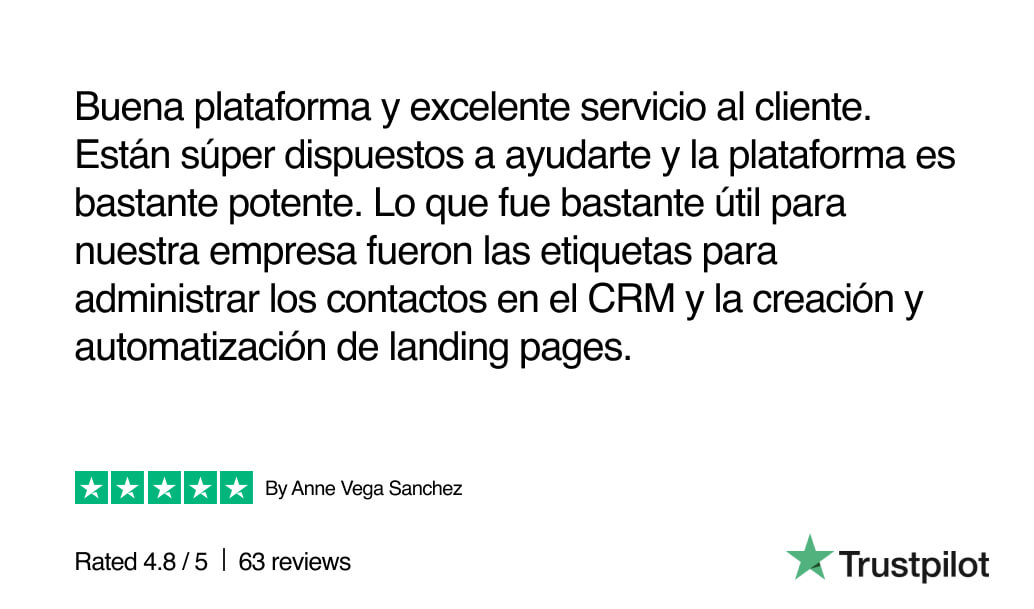 Buena plataforma y excelente servicio al cliente.
Están súper dispuestos a ayudarte y la plataforma es
bastante potente. Lo que fue bastante útil para
nuestra empresa fueron las etiquetas para
administrar los contactos en el CRM y la creación y
automatización de landing pages.
By Anne Vega Sanchez
Rated 4.8 / 5 | 63 reviews
Trustpilot